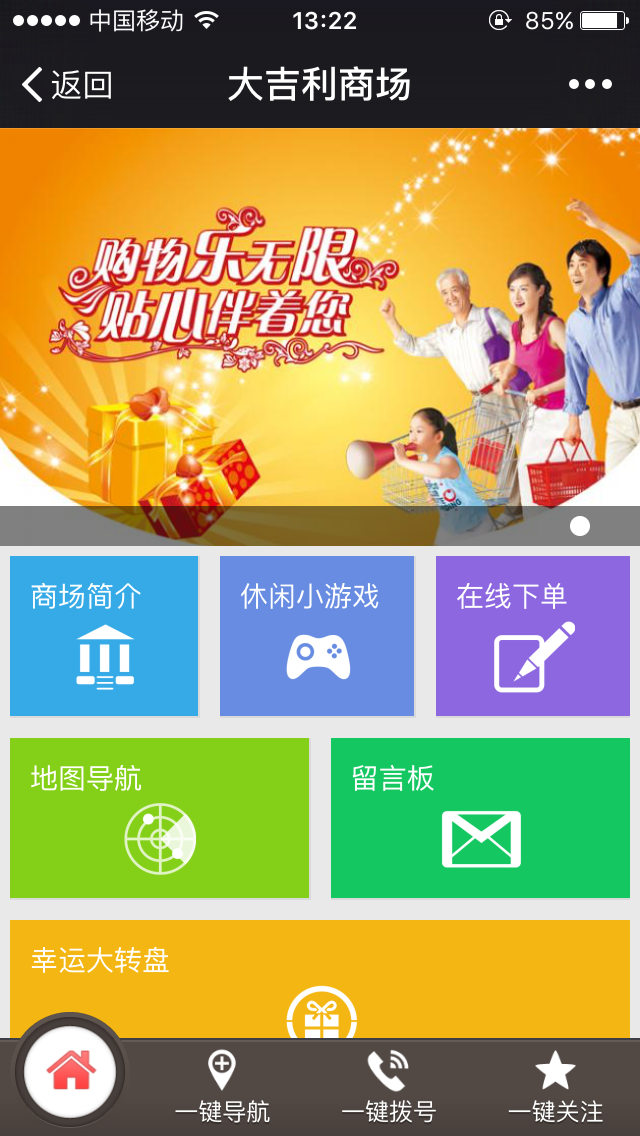 中国移动 13:22 85%
返回 大吉利商场
购物乐无限
贴心伴着您
商场简介 休闲小游戏 在线下单
地图导航 留言板
幸运大转盘
一键导航 一键拨号 一键关注